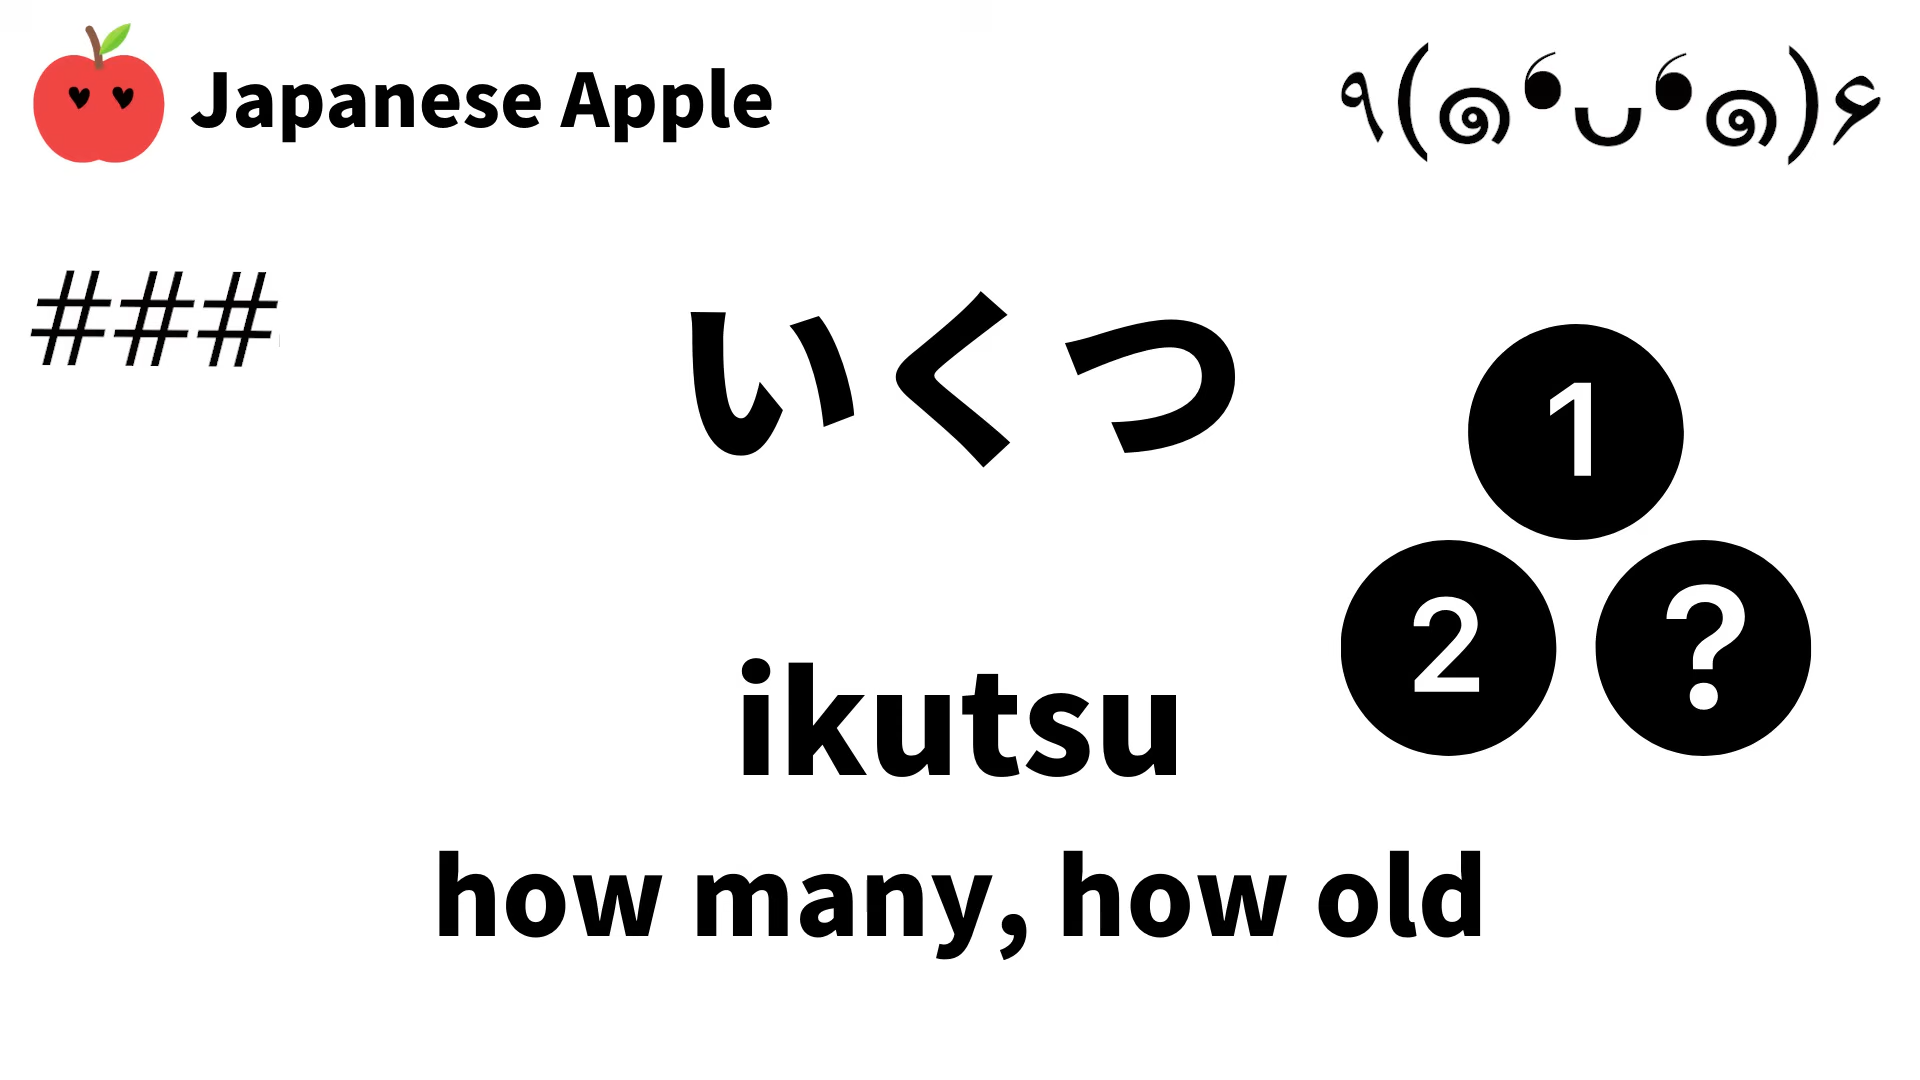 Japanese Apple
٩(๑❛ᴗ❛๑)۶
###
いくつ
1
2 ?
ikutsu
how many, how old